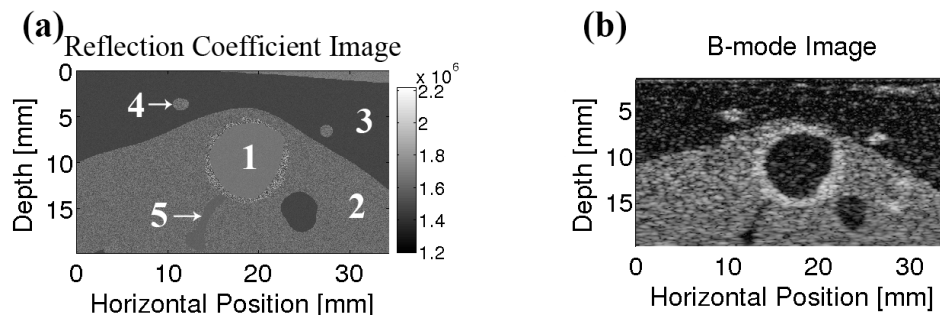 (a)
Reflection Coefficient Image
0
5
10
15
Depth [mm]
4→
3
1
2
5→
0 10 20 30
Horizontal Position [mm]
x 10^6
2.2
2
1.8
1.6
1.4
1.2
(b)
B-mode Image
5
10
15
Depth [mm]
0 10 20 30
Horizontal Position [mm]